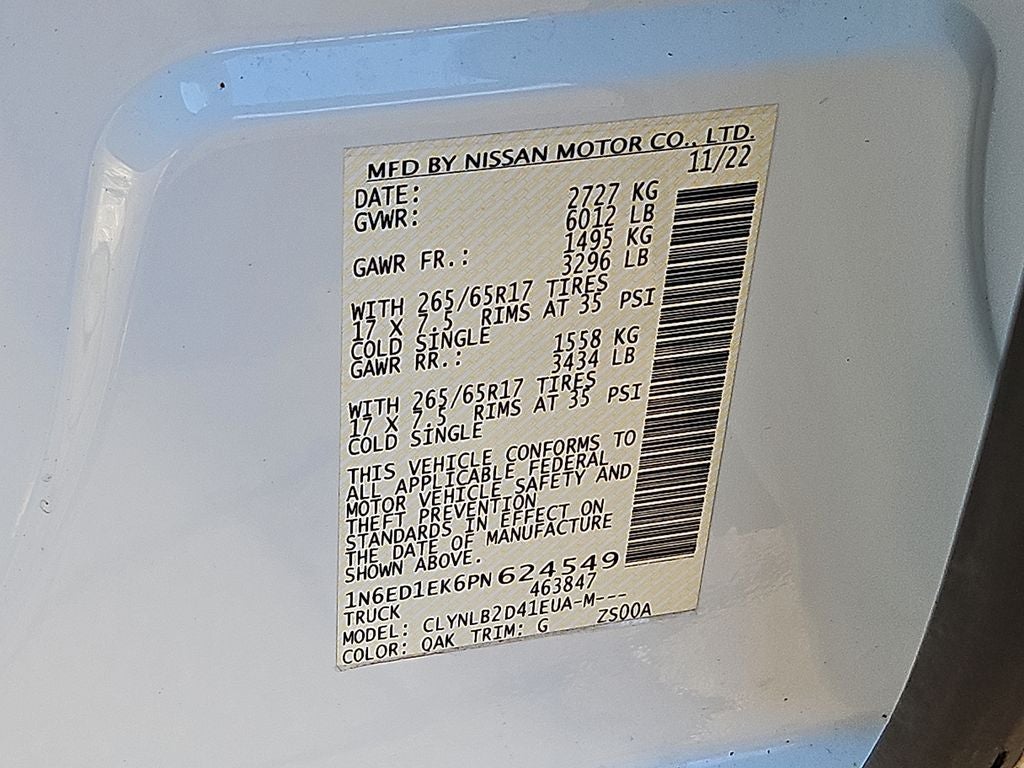 MFD BY NISSAN MOTOR CO., LTD.
DATE: 11/22
GVWR: 2727 KG
6012 LB
GAWR FR.: 1495 KG
3296 LB
WITH 265/65R17 TIRES
17 X 7.5 RIMS AT 35 PSI
COLD SINGLE
GAWR RR.: 1558 KG
3434 LB
WITH 265/65R17 TIRES
17 X 7.5 RIMS AT 35 PSI
COLD SINGLE
THIS VEHICLE CONFORMS TO
ALL APPLICABLE FEDERAL
MOTOR VEHICLE SAFETY AND
THEFT PREVENTION
STANDARDS IN EFFECT ON
THE DATE OF MANUFACTURE
SHOWN ABOVE.
1N6ED1EK6PN624549
TRUCK 463847
MODEL: CLYNLB2D41EUA-M---
COLOR: QAK TRIM: G ZS00A